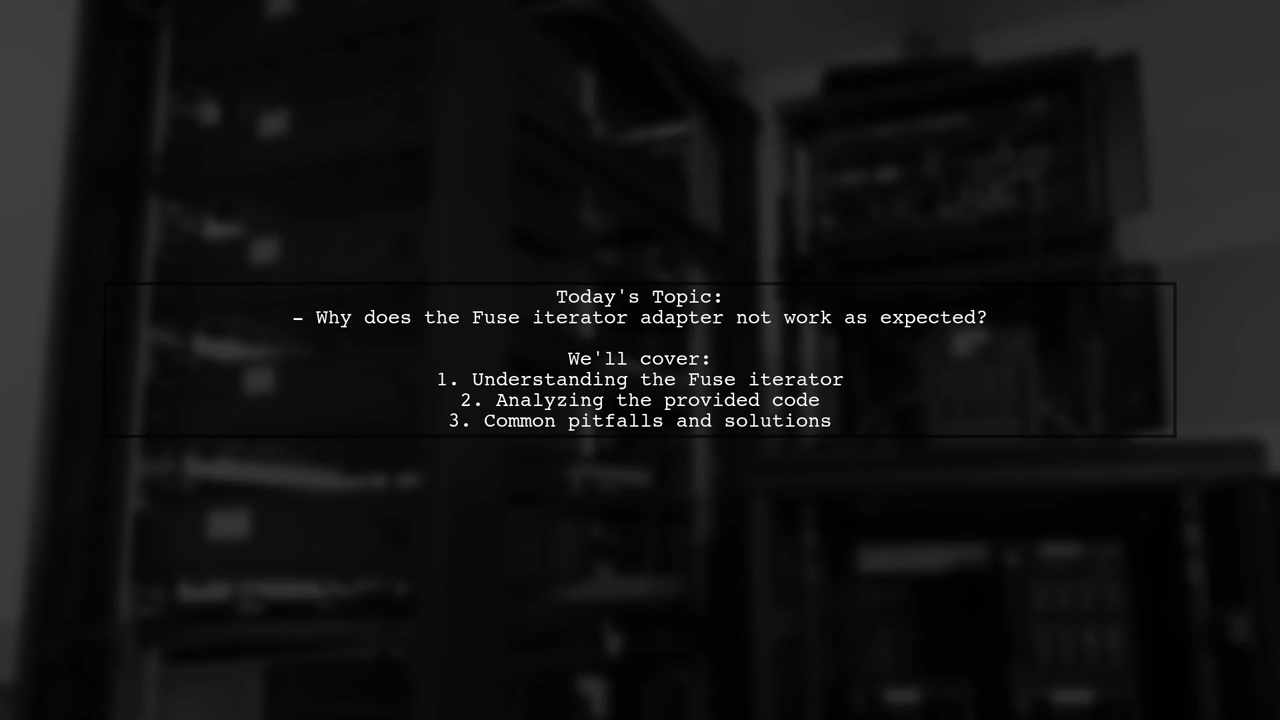 Today's Topic:
- Why does the Fuse iterator adapter not work as expected?
We'll cover:
1. Understanding the Fuse iterator
2. Analyzing the provided code
3. Common pitfalls and solutions